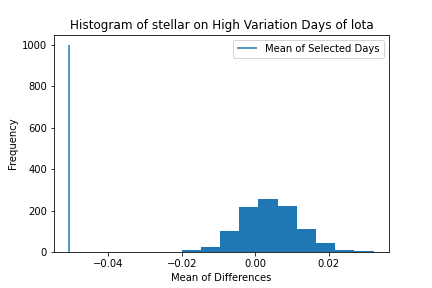 Histogram of stellar on High Variation Days of lota
Mean of Selected Days
1000
800
600
400
200
0
Frequency
−0.04 −0.02 0.00 0.02
Mean of Differences